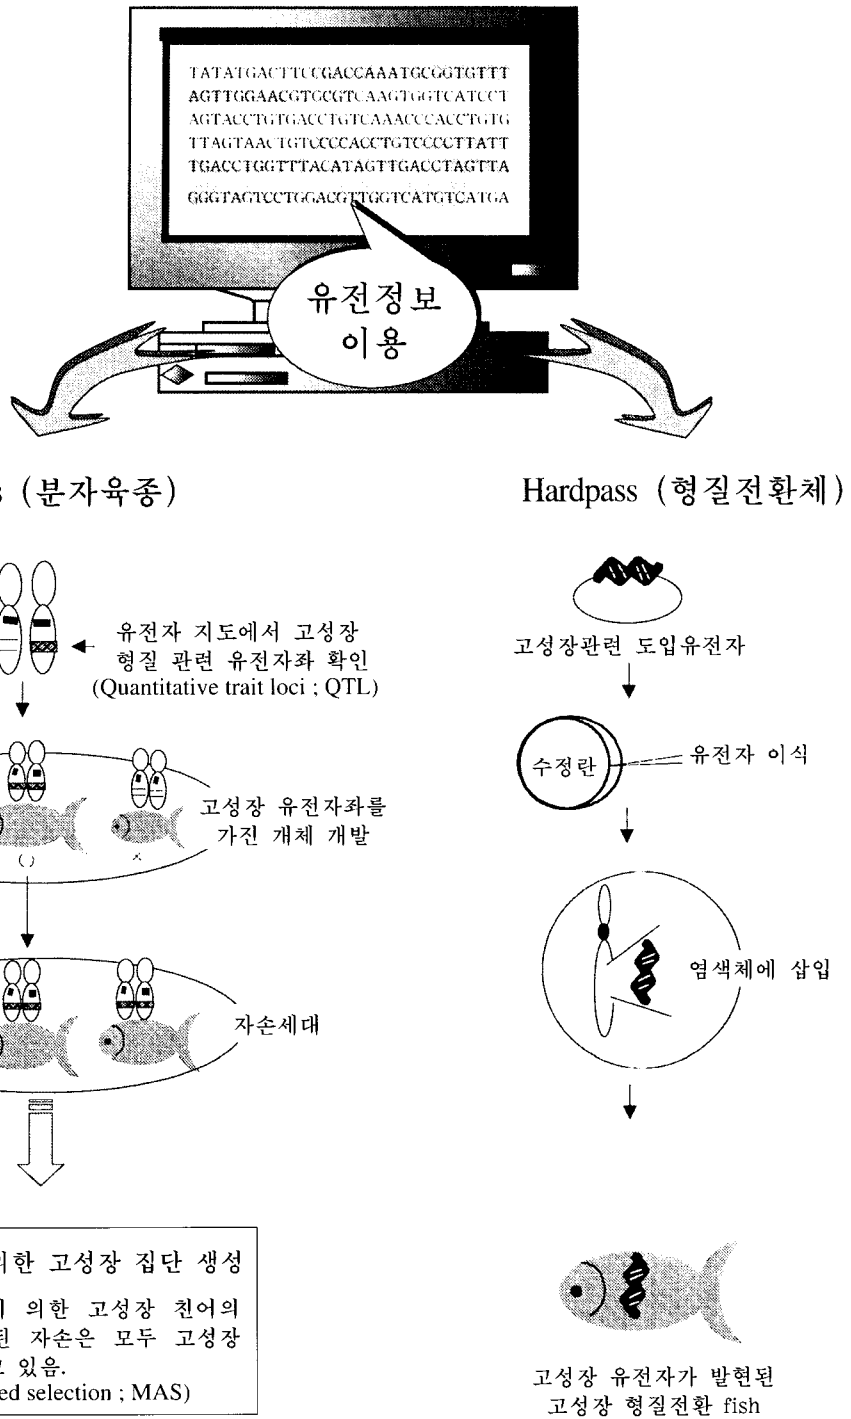 TATATGACTTCCGACCAAATGCGGTGTTT
AGTTGGAACGTGCGTCAAGTGGTCATCCT
AGTACCTGTGACCTGTCAAACCCACCTGTG
TTAGTAACTGTCCCCACCTGTCCCCTTATT
TGACCTGGTTTACATAGTTGACCTAGTTA
GGGTAGTCCTGGACGTTGGTCATGTCATGA
유전정보
이용
s (분자육종)
유전자 지도에서 고성장
형질 관련 유전자좌 확인
(Quantitative trait loci ; QTL)
고성장 유전자좌를
가진 개체 개발
자손세대
의한 고성장 집단 생성
의한 고성장 친어의
된 자손은 모두 고성장
있음.
ed selection ; MAS)
Hardpass (형질전환체)
고성장관련 도입유전자
수정란
유전자 이식
염색체에 삽입
고성장 유전자가 발현된
고성장 형질전환 fish